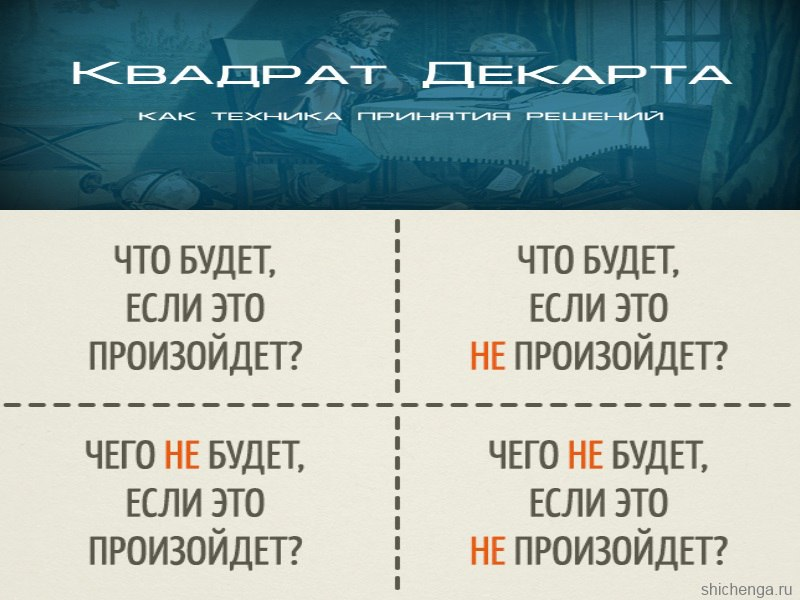 Квадрат Декарта
как техника принятия решений
ЧТО БУДЕТ,
ЕСЛИ ЭТО
ПРОИЗОЙДЕТ?
ЧТО БУДЕТ,
ЕСЛИ ЭТО
НЕ ПРОИЗОЙДЕТ?
ЧЕГО НЕ БУДЕТ,
ЕСЛИ ЭТО
ПРОИЗОЙДЕТ?
ЧЕГО НЕ БУДЕТ,
ЕСЛИ ЭТО
НЕ ПРОИЗОЙДЕТ?
shichenga.ru